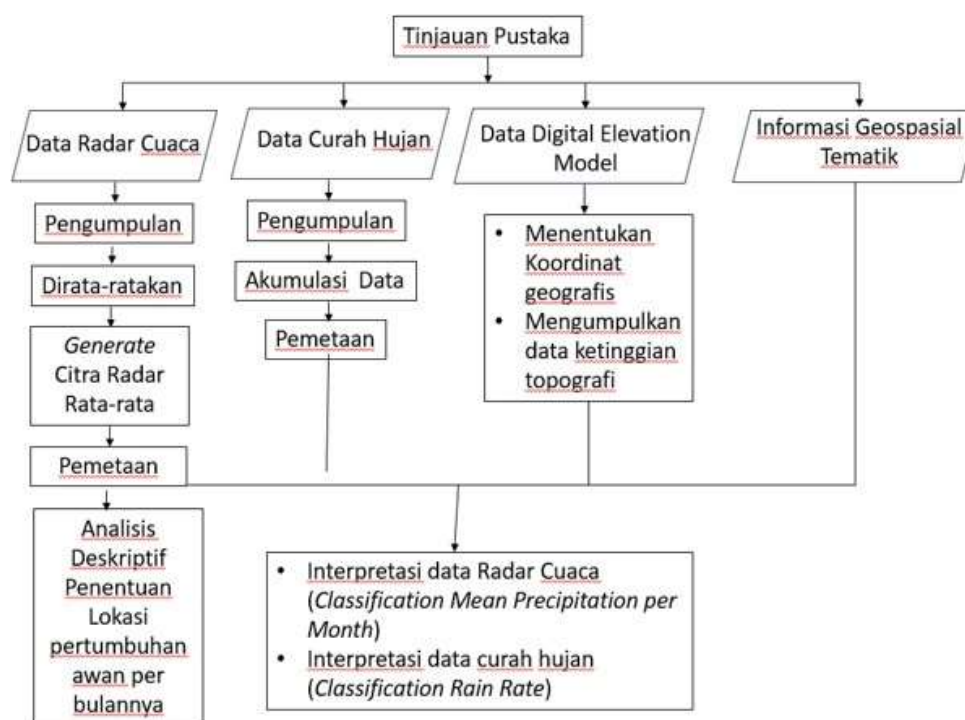 Tinjauan Pustaka
Data Radar Cuaca
Data Curah Hujan
Data Digital Elevation
Model
Informasi Geospasial
Tematik
Pengumpulan
Dirata-ratakan
Generate
Citra Radar
Rata-rata
Pemetaan
Analisis
Deskriptif
Penentuan
Lokasi
pertumbuhan
awan per
bulannya
Pengumpulan
Akumulasi Data
Pemetaan
• Menentukan
Koordinat
geografis
• Mengumpulkan
data ketinggian
topografi
• Interpretasi data Radar Cuaca
(Classification Mean Precipitation per
Month)
• Interpretasi data curah hujan
(Classification Rain Rate)